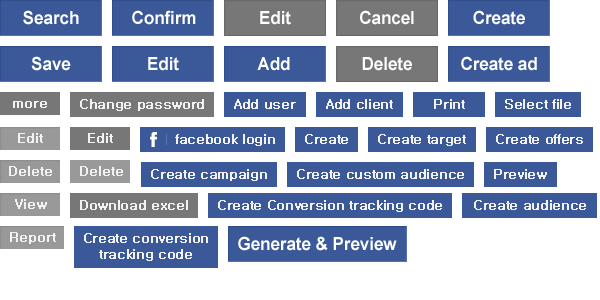 Search Confirm Edit Cancel Create
Save Edit Add Delete Create ad
more Change password Add user Add client Print Select file
Edit Edit f facebook login Create Create target Create offers
Delete Delete Create campaign Create custom audience Preview
View Download excel Create Conversion tracking code Create audience
Report Create conversion Generate & Preview
tracking code